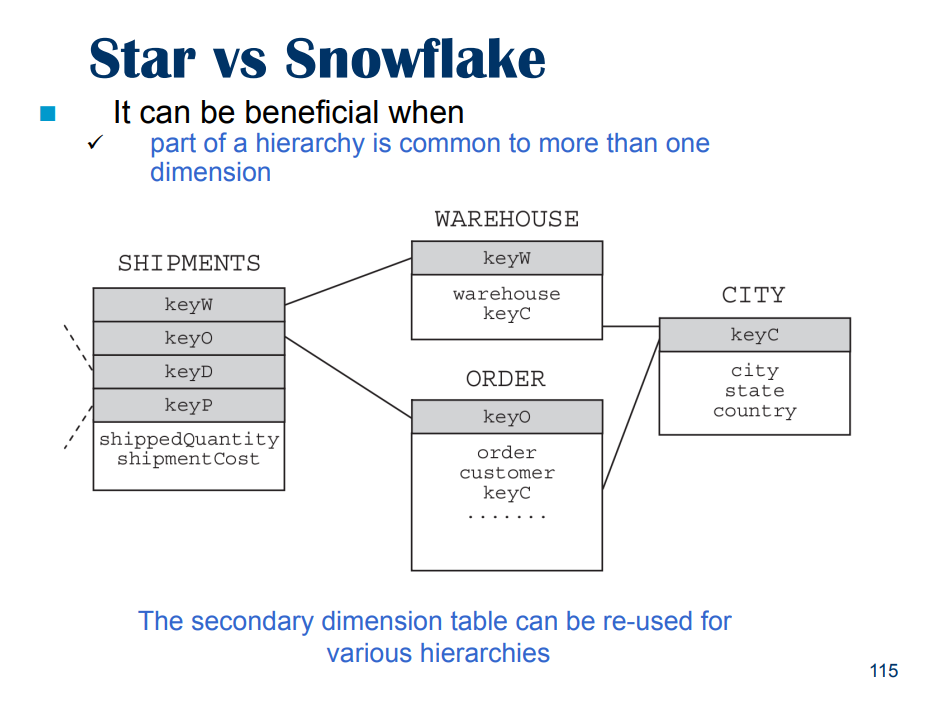 Star vs Snowflake
It can be beneficial when
part of a hierarchy is common to more than one
dimension
WAREHOUSE
keyW
warehouse
keyC
SHIPMENTS
keyW
keyO
keyD
keyP
shippedQuantity
shipmentCost
ORDER
keyO
order
customer
keyC
.......
CITY
keyC
city
state
country
The secondary dimension table can be re-used for
various hierarchies
115